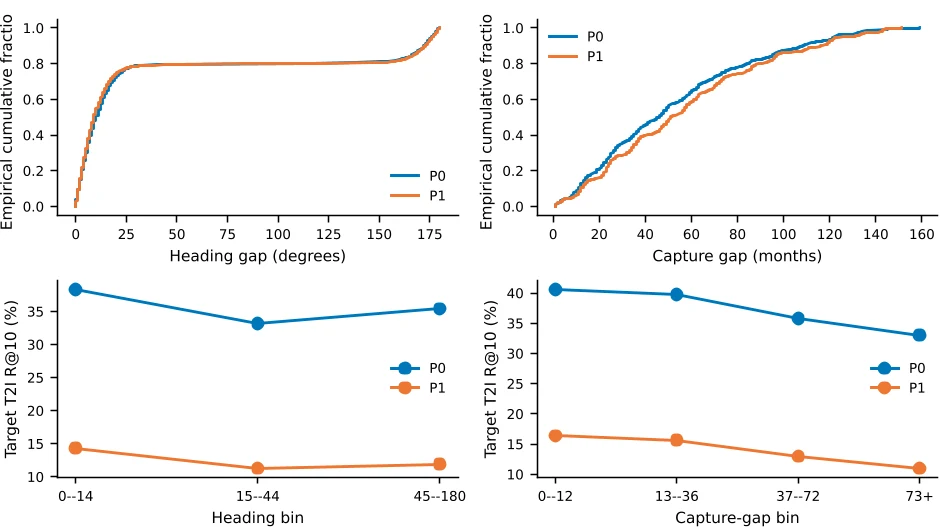 Empirical cumulative fractio
1.0
0.8
0.6
0.4
0.2
0.0
P0
P1
0 25 50 75 100 125 150 175
Heading gap (degrees)
Empirical cumulative fractio
1.0
0.8
0.6
0.4
0.2
0.0
P0
P1
0 20 40 60 80 100 120 140 160
Capture gap (months)
Target T2I R@10 (%)
35
30
25
20
15
10
P0
P1
0--14 15--44 45--180
Heading bin
Target T2I R@10 (%)
40
35
30
25
20
15
10
P0
P1
0--12 13--36 37--72 73+
Capture-gap bin